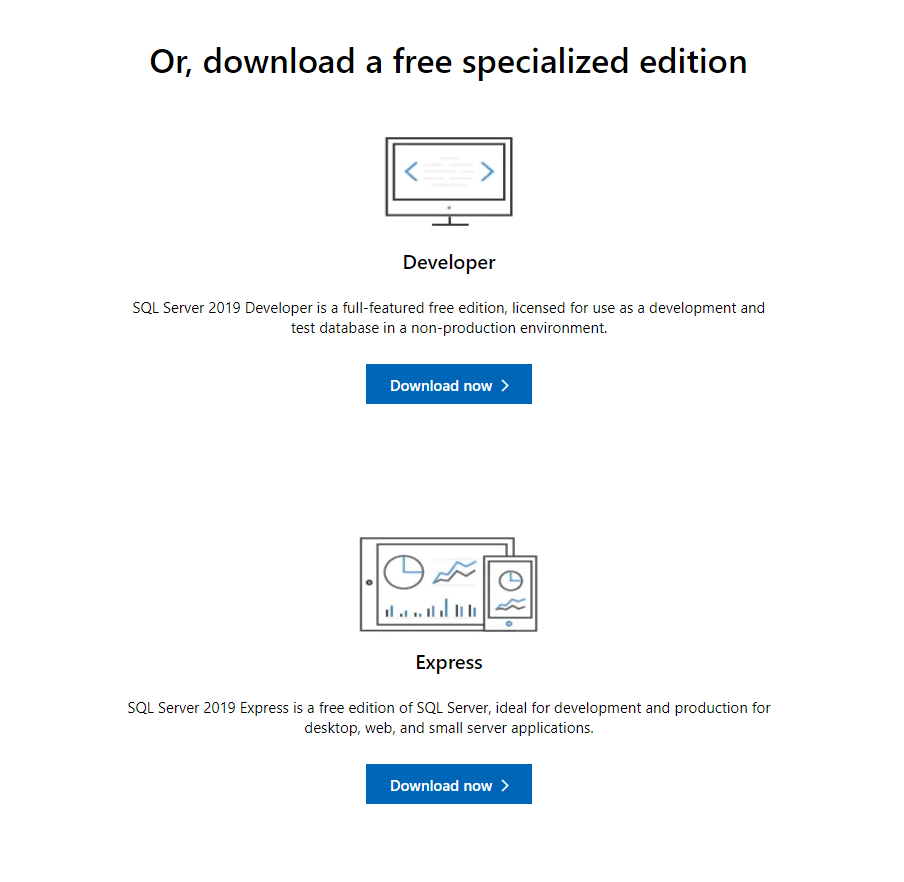 Or, download a free specialized edition
Developer
SQL Server 2019 Developer is a full-featured free edition, licensed for use as a development and
test database in a non-production environment.
Download now
Express
SQL Server 2019 Express is a free edition of SQL Server, ideal for development and production for
desktop, web, and small server applications.
Download now